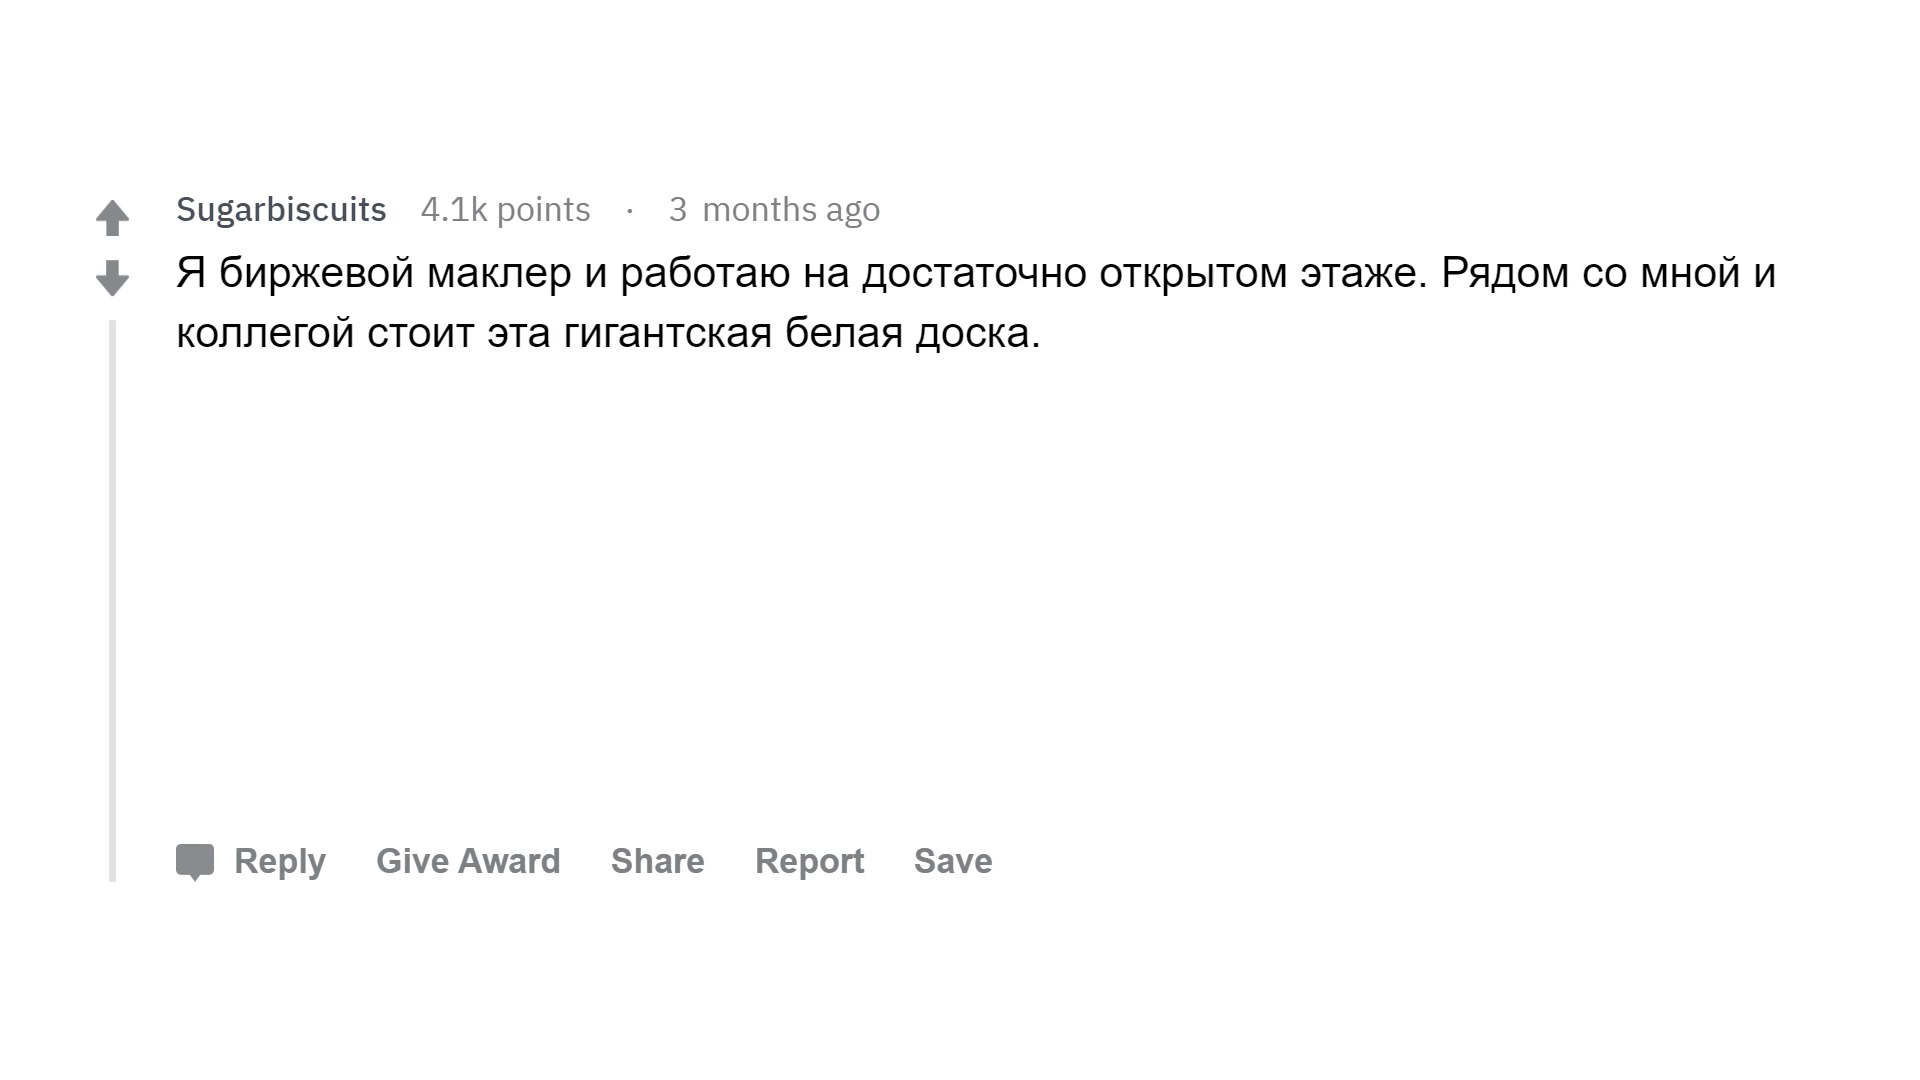 Sugarbiscuits 4.1k points · 3 months ago
Я биржевой маклер и работаю на достаточно открытом этаже. Рядом со мной и
коллегой стоит эта гигантская белая доска.
Reply Give Award Share Report Save